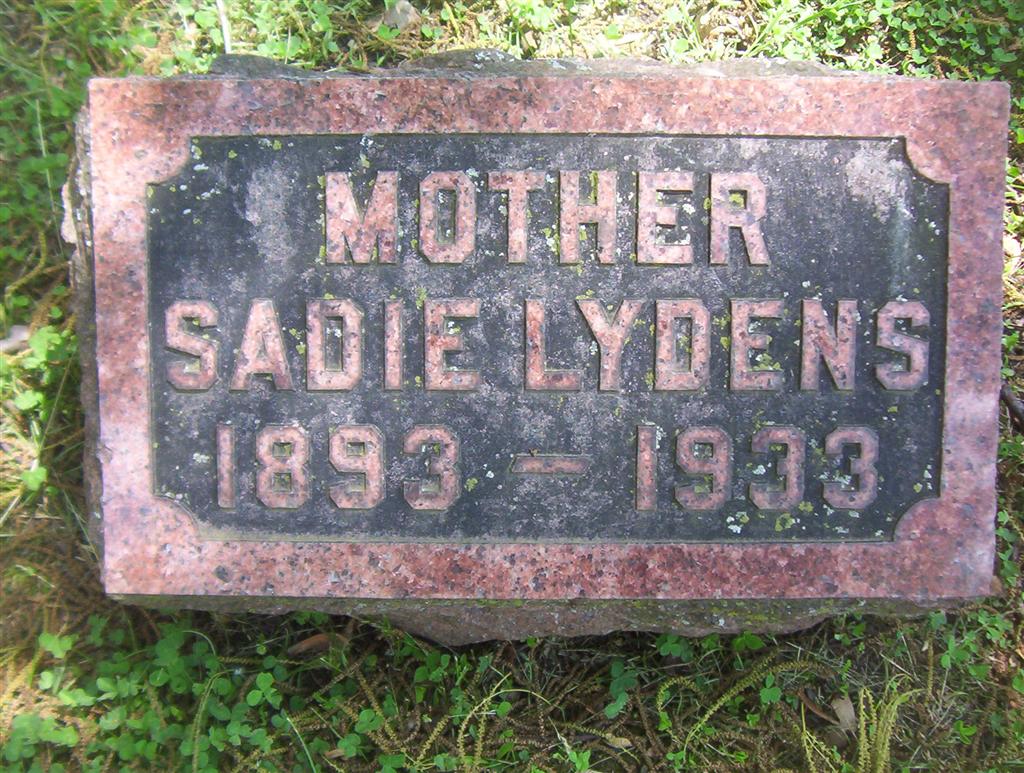 MOTHER
SADIE LYDENS
1893 – 1933